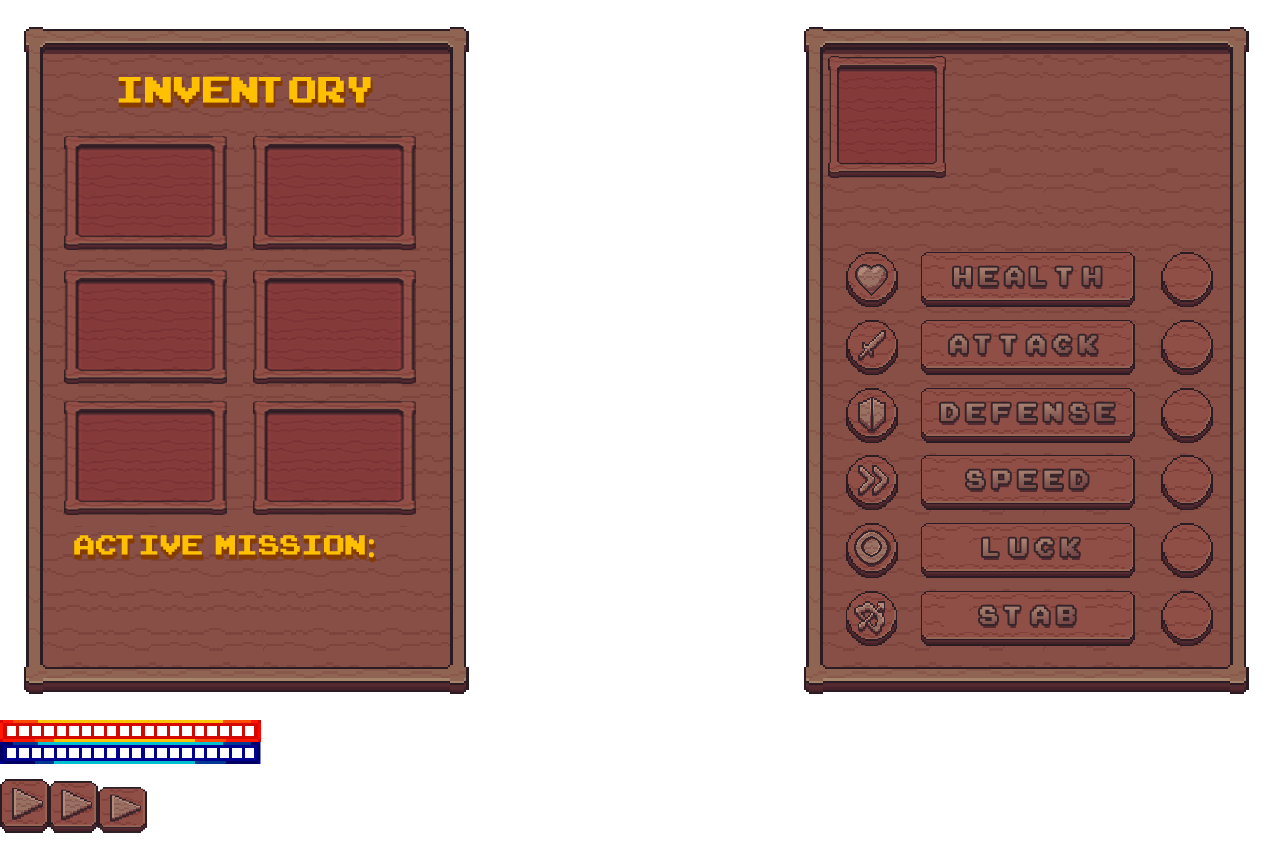 INVENTORY
ACTIVE MISSION:
HEALTH
ATTACK
DEFENSE
SPEED
LUCK
STAB